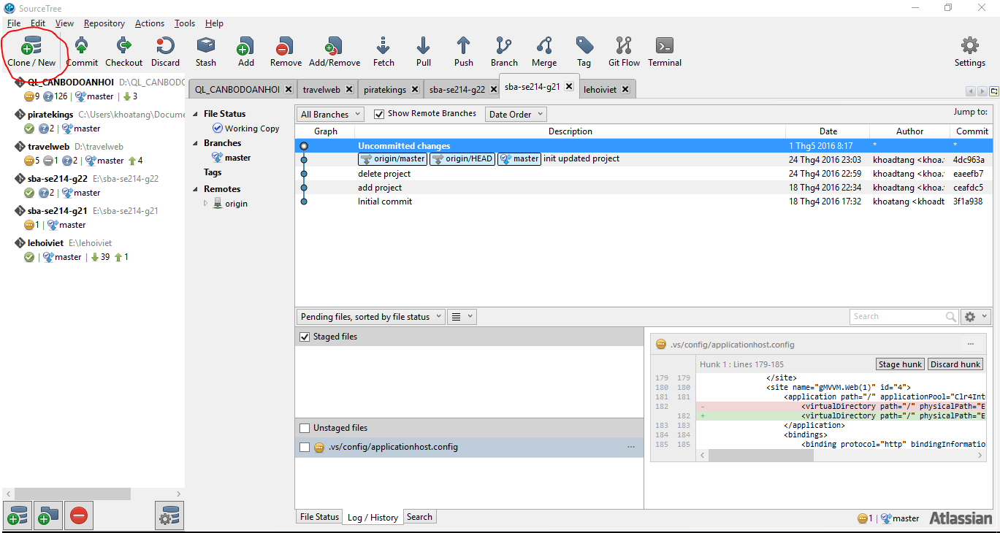 SourceTree
File Edit View Repository Actions Tools Help
Clone / New Commit Checkout Discard Stash Add Remove Add/Remove Fetch Pull Push Branch Merge Tag Git Flow Terminal Settings
QL_CANBODOANHOI D:\QL_CANBODO
9 126 | master | 3
piratekings C:\Users\khoatang\Docume
2 | master
travelweb D:\travelweb
5 1 2 | master 4
sba-se214-g22 E:\sba-se214-g22
2 | master
sba-se214-g21 E:\sba-se214-g21
1 | master
lehoiviet E:\lehoiviet
| master | 39 1
QL_CANBODOANHOI travelweb piratekings sba-se214-g22 sba-se214-g21 lehoiviet
File Status
Working Copy
Branches
master
Tags
Remotes
origin
All Branches Show Remote Branches Date Order Jump to:
Graph Description Date Author Commit
Uncommitted changes 1 Thg5 2016 8:17 * *
origin/master origin/HEAD master init updated project 24 Thg4 2016 23:03 khoadtang <khoa. 4dc963a
delete project 24 Thg4 2016 22:59 khoadtang <khoa. eaeefb7
add project 18 Thg4 2016 22:34 khoadtang <khoa. ceafdc5
Initial commit 18 Thg4 2016 17:32 khoatang <khoadt 3f1a938
Pending files, sorted by file status Search
Staged files
Unstaged files
.vs/config/applicationhost.config ...
.vs/config/applicationhost.config ...
Hunk 1 : Lines 179-185 Stage hunk Discard hunk
179 179 </site>
180 180 <site name="gMVVM.Web(1)" id="4">
181 181 <application path="/" applicationPool="Clr4Int
182 - <virtualDirectory path="/" physicalPath="E
182 + <virtualDirectory path="/" physicalPath="E
183 183 </application>
184 184 <bindings>
185 185 <binding protocol="http" bindingInformatio
File Status Log / History Search
1 | master Atlassian